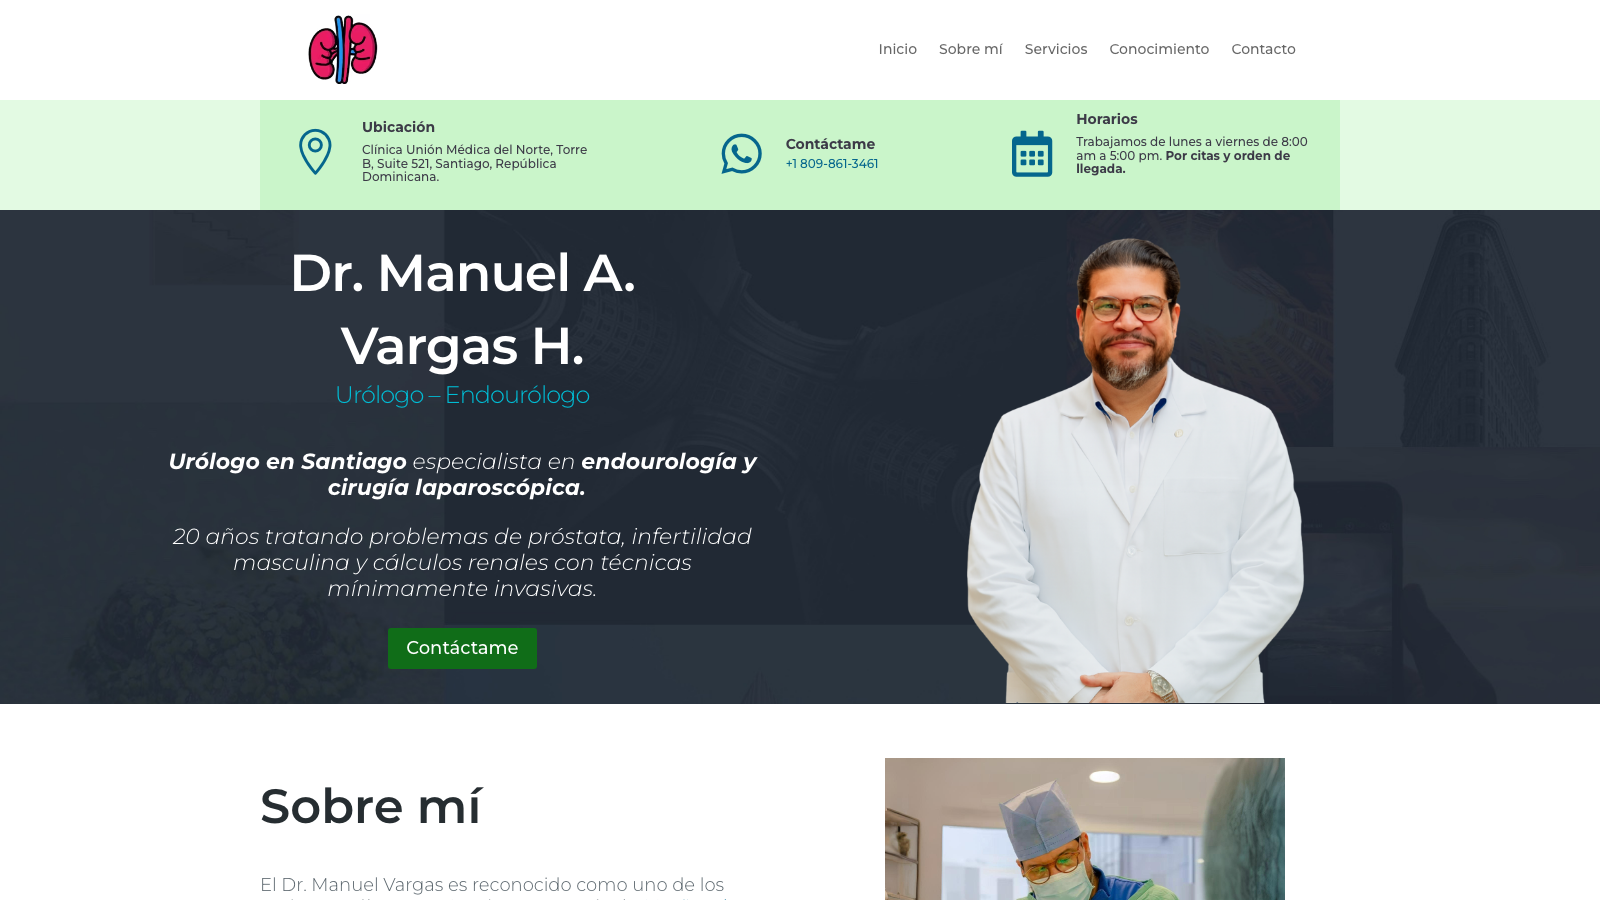 Inicio Sobre mí Servicios Conocimiento Contacto
Ubicación
Clínica Unión Médica del Norte, Torre
B, Suite 521, Santiago, República
Dominicana.
Contáctame
+1 809-861-3461
Horarios
Trabajamos de lunes a viernes de 8:00
am a 5:00 pm. Por citas y orden de
llegada.
Dr. Manuel A.
Vargas H.
Urólogo – Endourólogo
Urólogo en Santiago especialista en endourología y
cirugía laparoscópica.
20 años tratando problemas de próstata, infertilidad
masculina y cálculos renales con técnicas
mínimamente invasivas.
Contáctame
Sobre mí
El Dr. Manuel Vargas es reconocido como uno de los